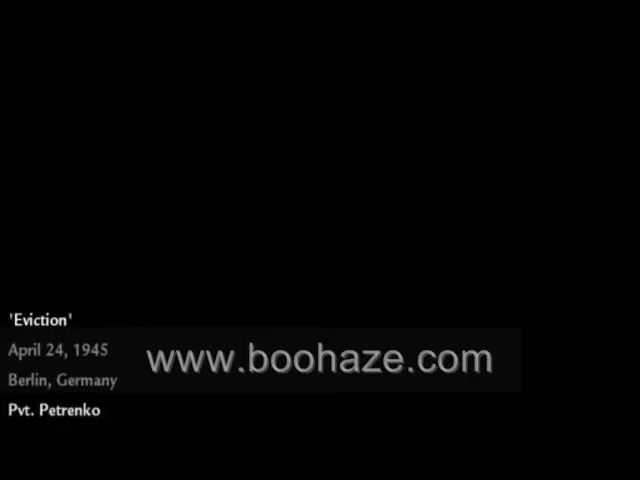 'Eviction'
April 24, 1945
www.boohaze.com
Berlin, Germany
Pvt. Petrenko